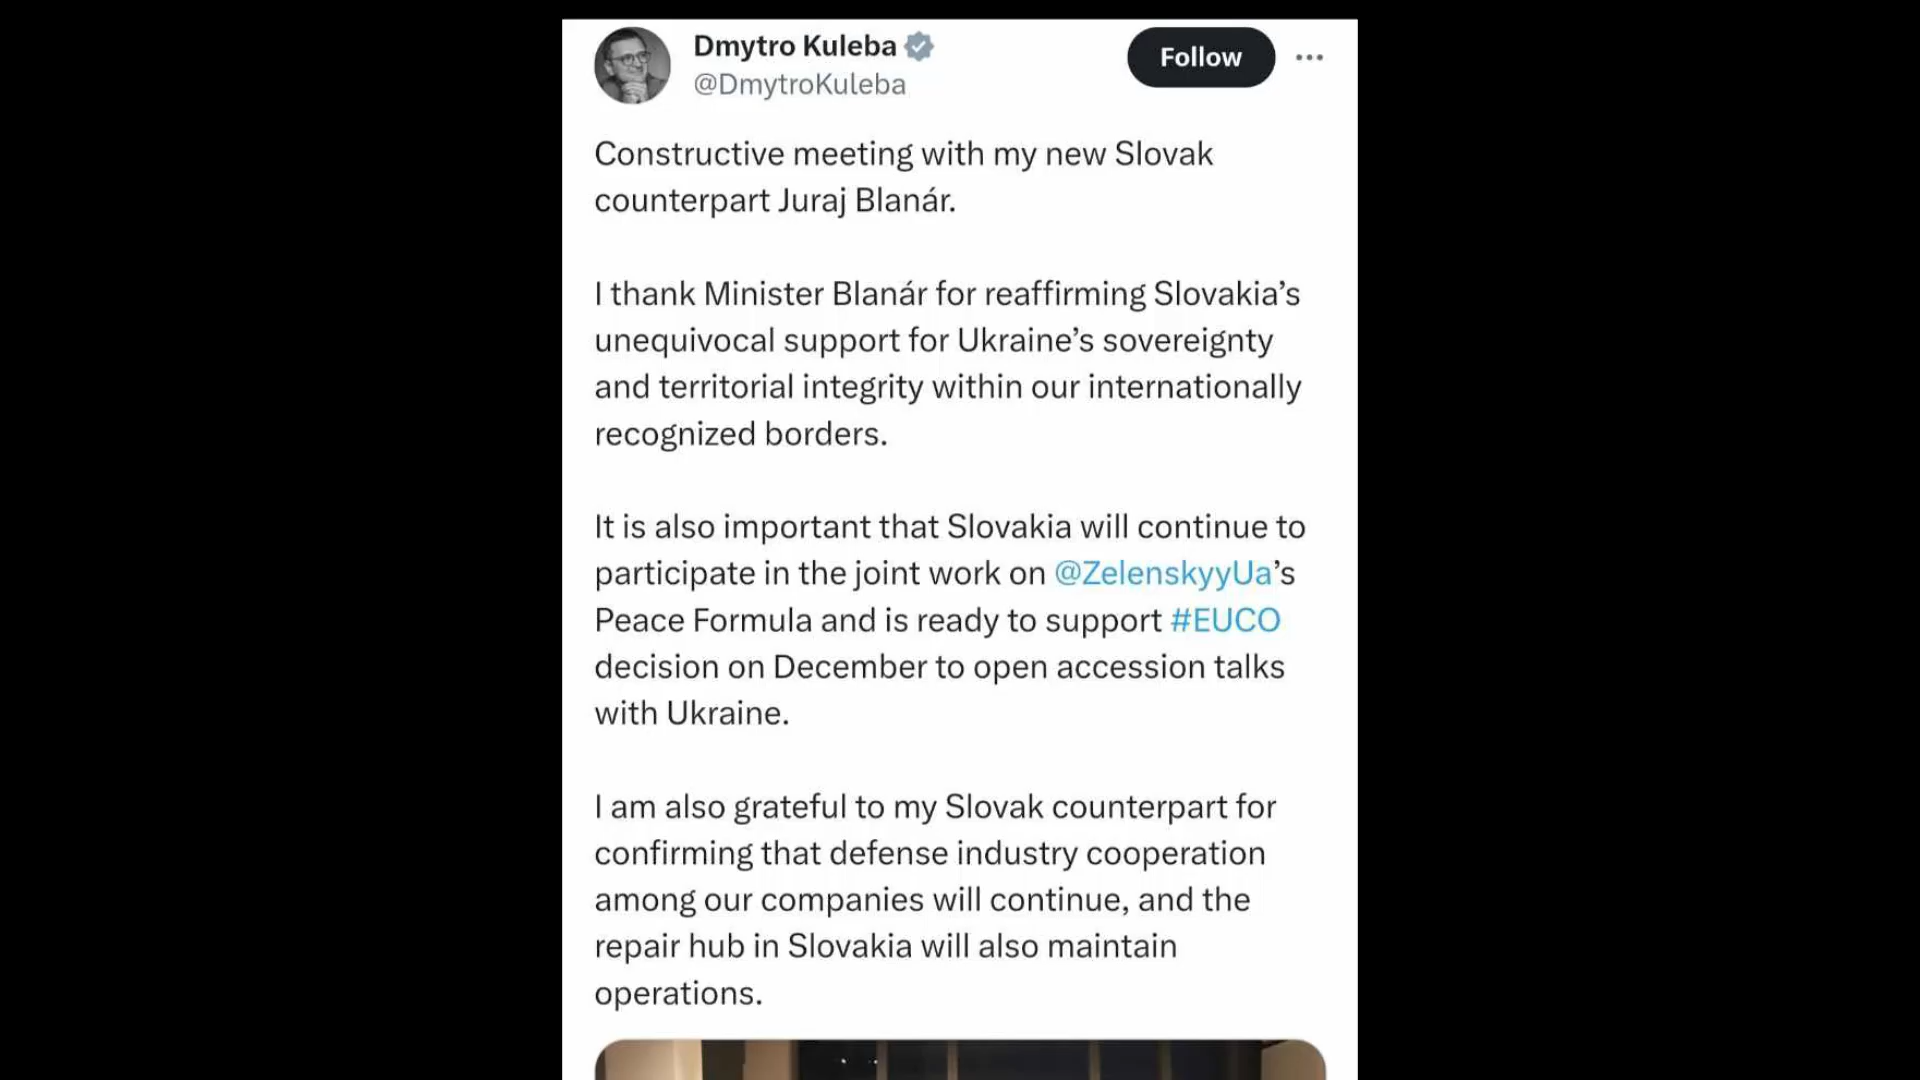 Dmytro Kuleba
@DmytroKuleba
Follow
Constructive meeting with my new Slovak
counterpart Juraj Blanár.
I thank Minister Blanár for reaffirming Slovakia’s
unequivocal support for Ukraine’s sovereignty
and territorial integrity within our internationally
recognized borders.
It is also important that Slovakia will continue to
participate in the joint work on @ZelenskyyUa’s
Peace Formula and is ready to support #EUCO
decision on December to open accession talks
with Ukraine.
I am also grateful to my Slovak counterpart for
confirming that defense industry cooperation
among our companies will continue, and the
repair hub in Slovakia will also maintain
operations.